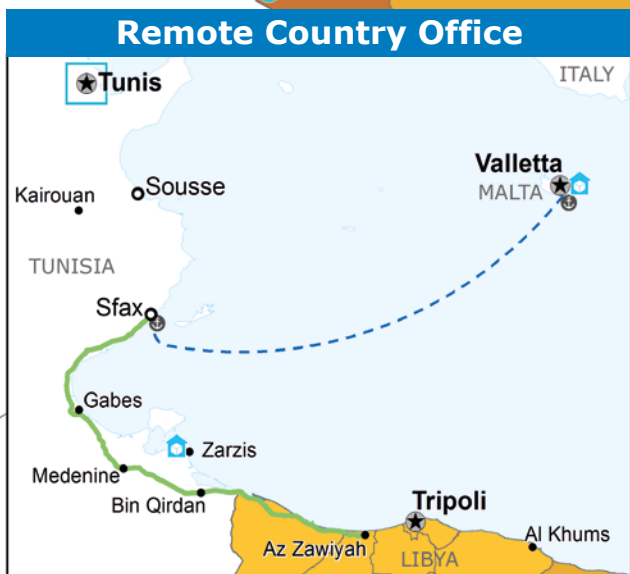 Remote Country Office
ITALY
Tunis
Valletta
MALTA
Sousse
Kairouan
TUNISIA
Sfax
Gabes
Zarzis
Medenine
Bin Qirdan
Tripoli
Az Zawiyah
Al Khums
LIBYA